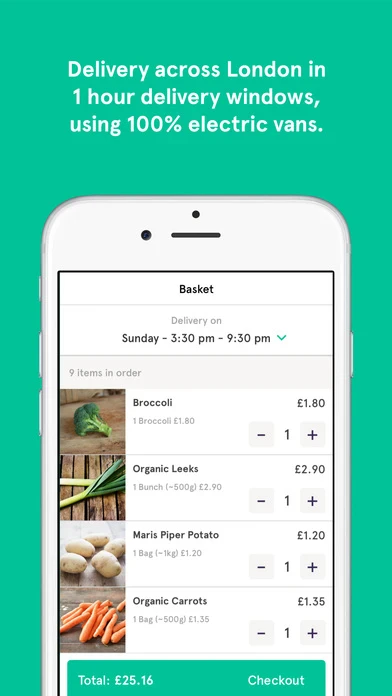 Delivery across London in
1 hour delivery windows,
using 100% electric vans.
Basket
Delivery on
Sunday - 3:30 pm - 9:30 pm
9 items in order
Broccoli £1.80
1 Broccoli £1.80
- 1 +
Organic Leeks £2.90
1 Bunch (~500g) £2.90
- 1 +
Maris Piper Potato £1.20
1 Bag (~1kg) £1.20
- 1 +
Organic Carrots £1.35
1 Bag (~500g) £1.35
- 1 +
Total: £25.16 Checkout